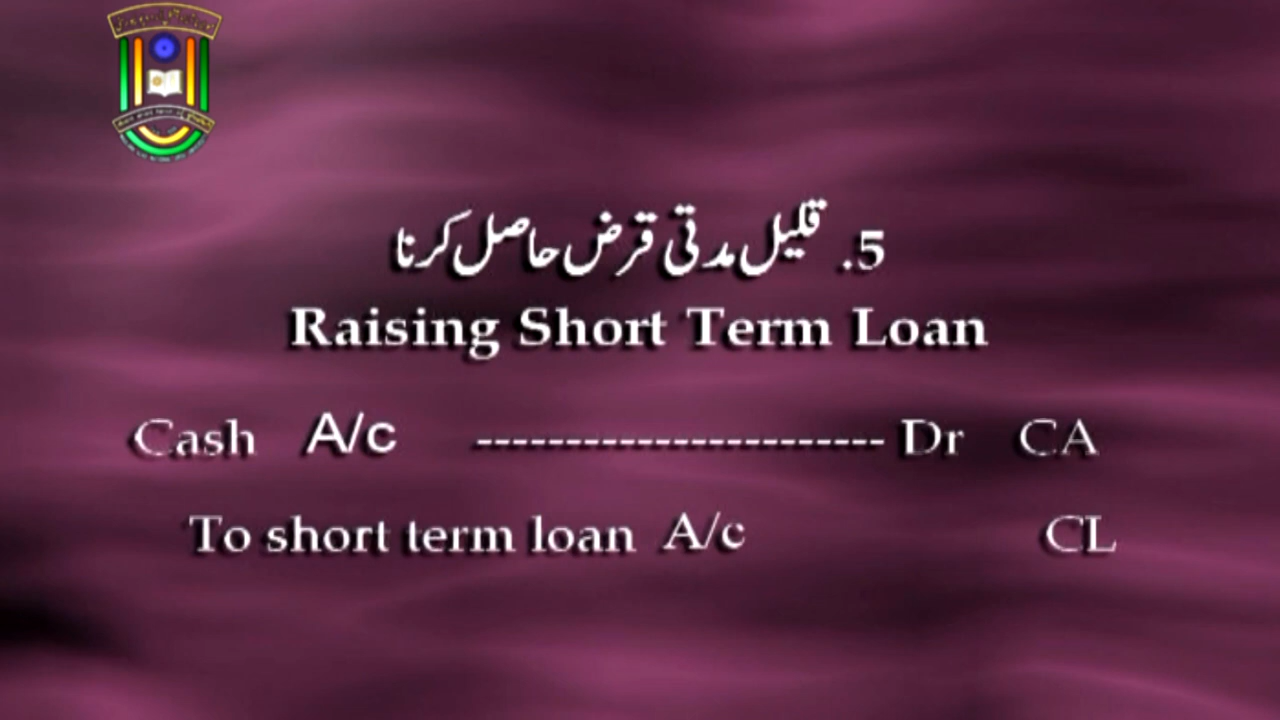 5. قلیل مدتی قرض حاصل کرنا
Raising Short Term Loan
Cash A/c ----------------------- Dr CA
To short term loan A/c CL